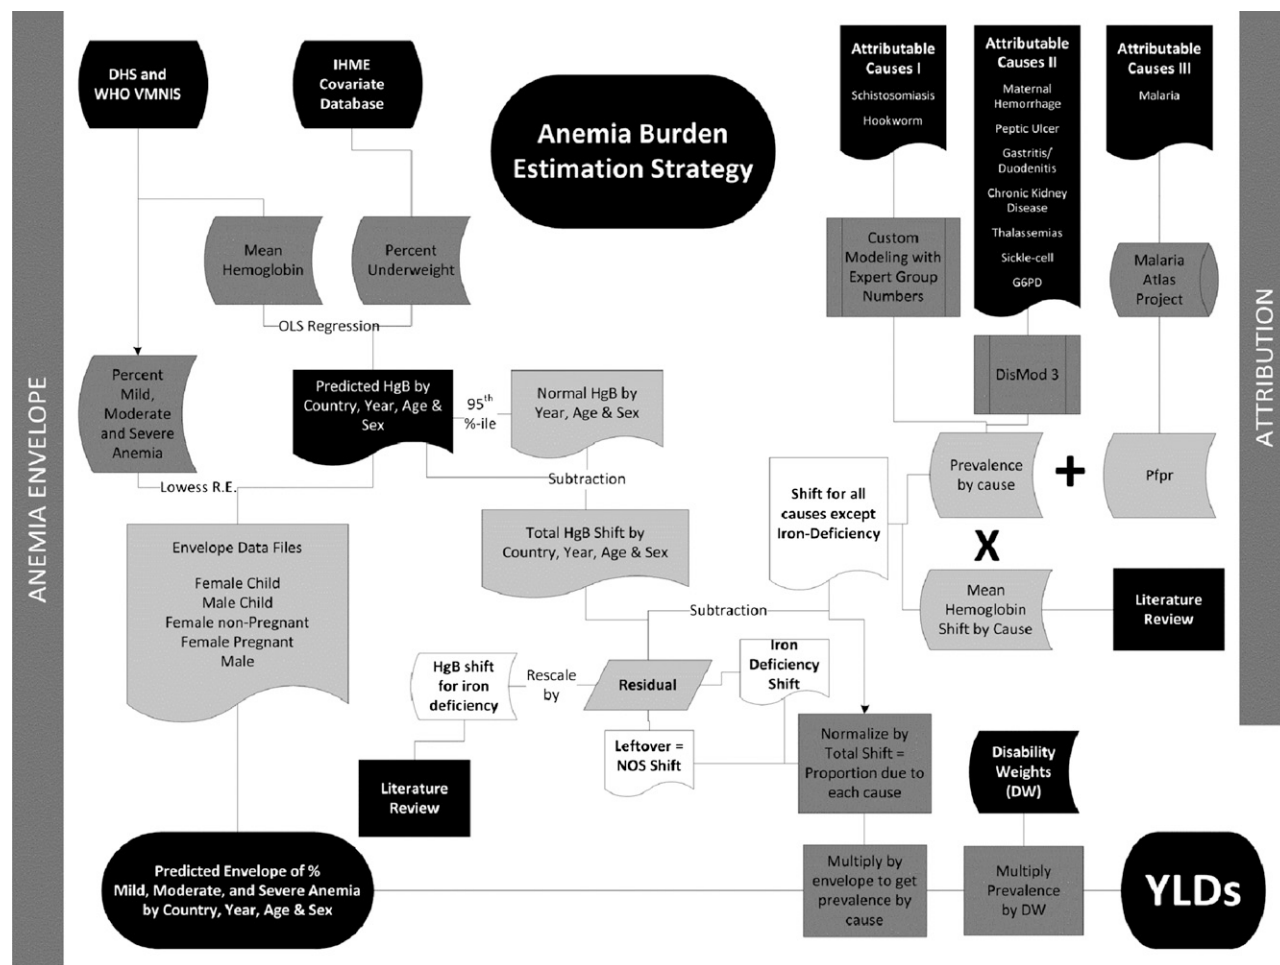 ANEMIA ENVELOPE
DHS and
WHO VMNIS
IHME
Covariate
Database
Anemia Burden
Estimation Strategy
Attributable
Causes I
Schistosomiasis
Hookworm
Attributable
Causes II
Maternal
Hemorrhage
Peptic Ulcer
Gastritis/
Duodenitis
Chronic Kidney
Disease
Thalassemias
Sickle-cell
G6PD
Attributable
Causes III
Malaria
ATTRIBUTION
Mean
Hemoglobin
Percent
Underweight
Custom
Modeling with
Expert Group
Numbers
Malaria
Atlas
Project
OLS Regression
DisMod 3
Percent
Mild,
Moderate
and Severe
Anemia
Predicted HgB by
Country, Year, Age &
Sex
95th
%-ile
Normal HgB by
Year, Age & Sex
Lowess R.E.
Subtraction
Shift for all
causes except
Iron-Deficiency
Prevalence
by cause
+
Pfpr
X
Envelope Data Files
Female Child
Male Child
Female non-Pregnant
Female Pregnant
Male
Total HgB Shift by
Country, Year, Age & Sex
Mean
Hemoglobin
Shift by Cause
Literature
Review
Subtraction
HgB shift
for iron
deficiency
Rescale
by
Residual
Iron
Deficiency
Shift
Leftover =
NOS Shift
Normalize by
Total Shift =
Proportion due to
each cause
Disability
Weights
(DW)
Literature
Review
Predicted Envelope of %
Mild, Moderate, and Severe Anemia
by Country, Year, Age & Sex
Multiply by
envelope to get
prevalence by
cause
Multiply
Prevalence
by DW
YLDs